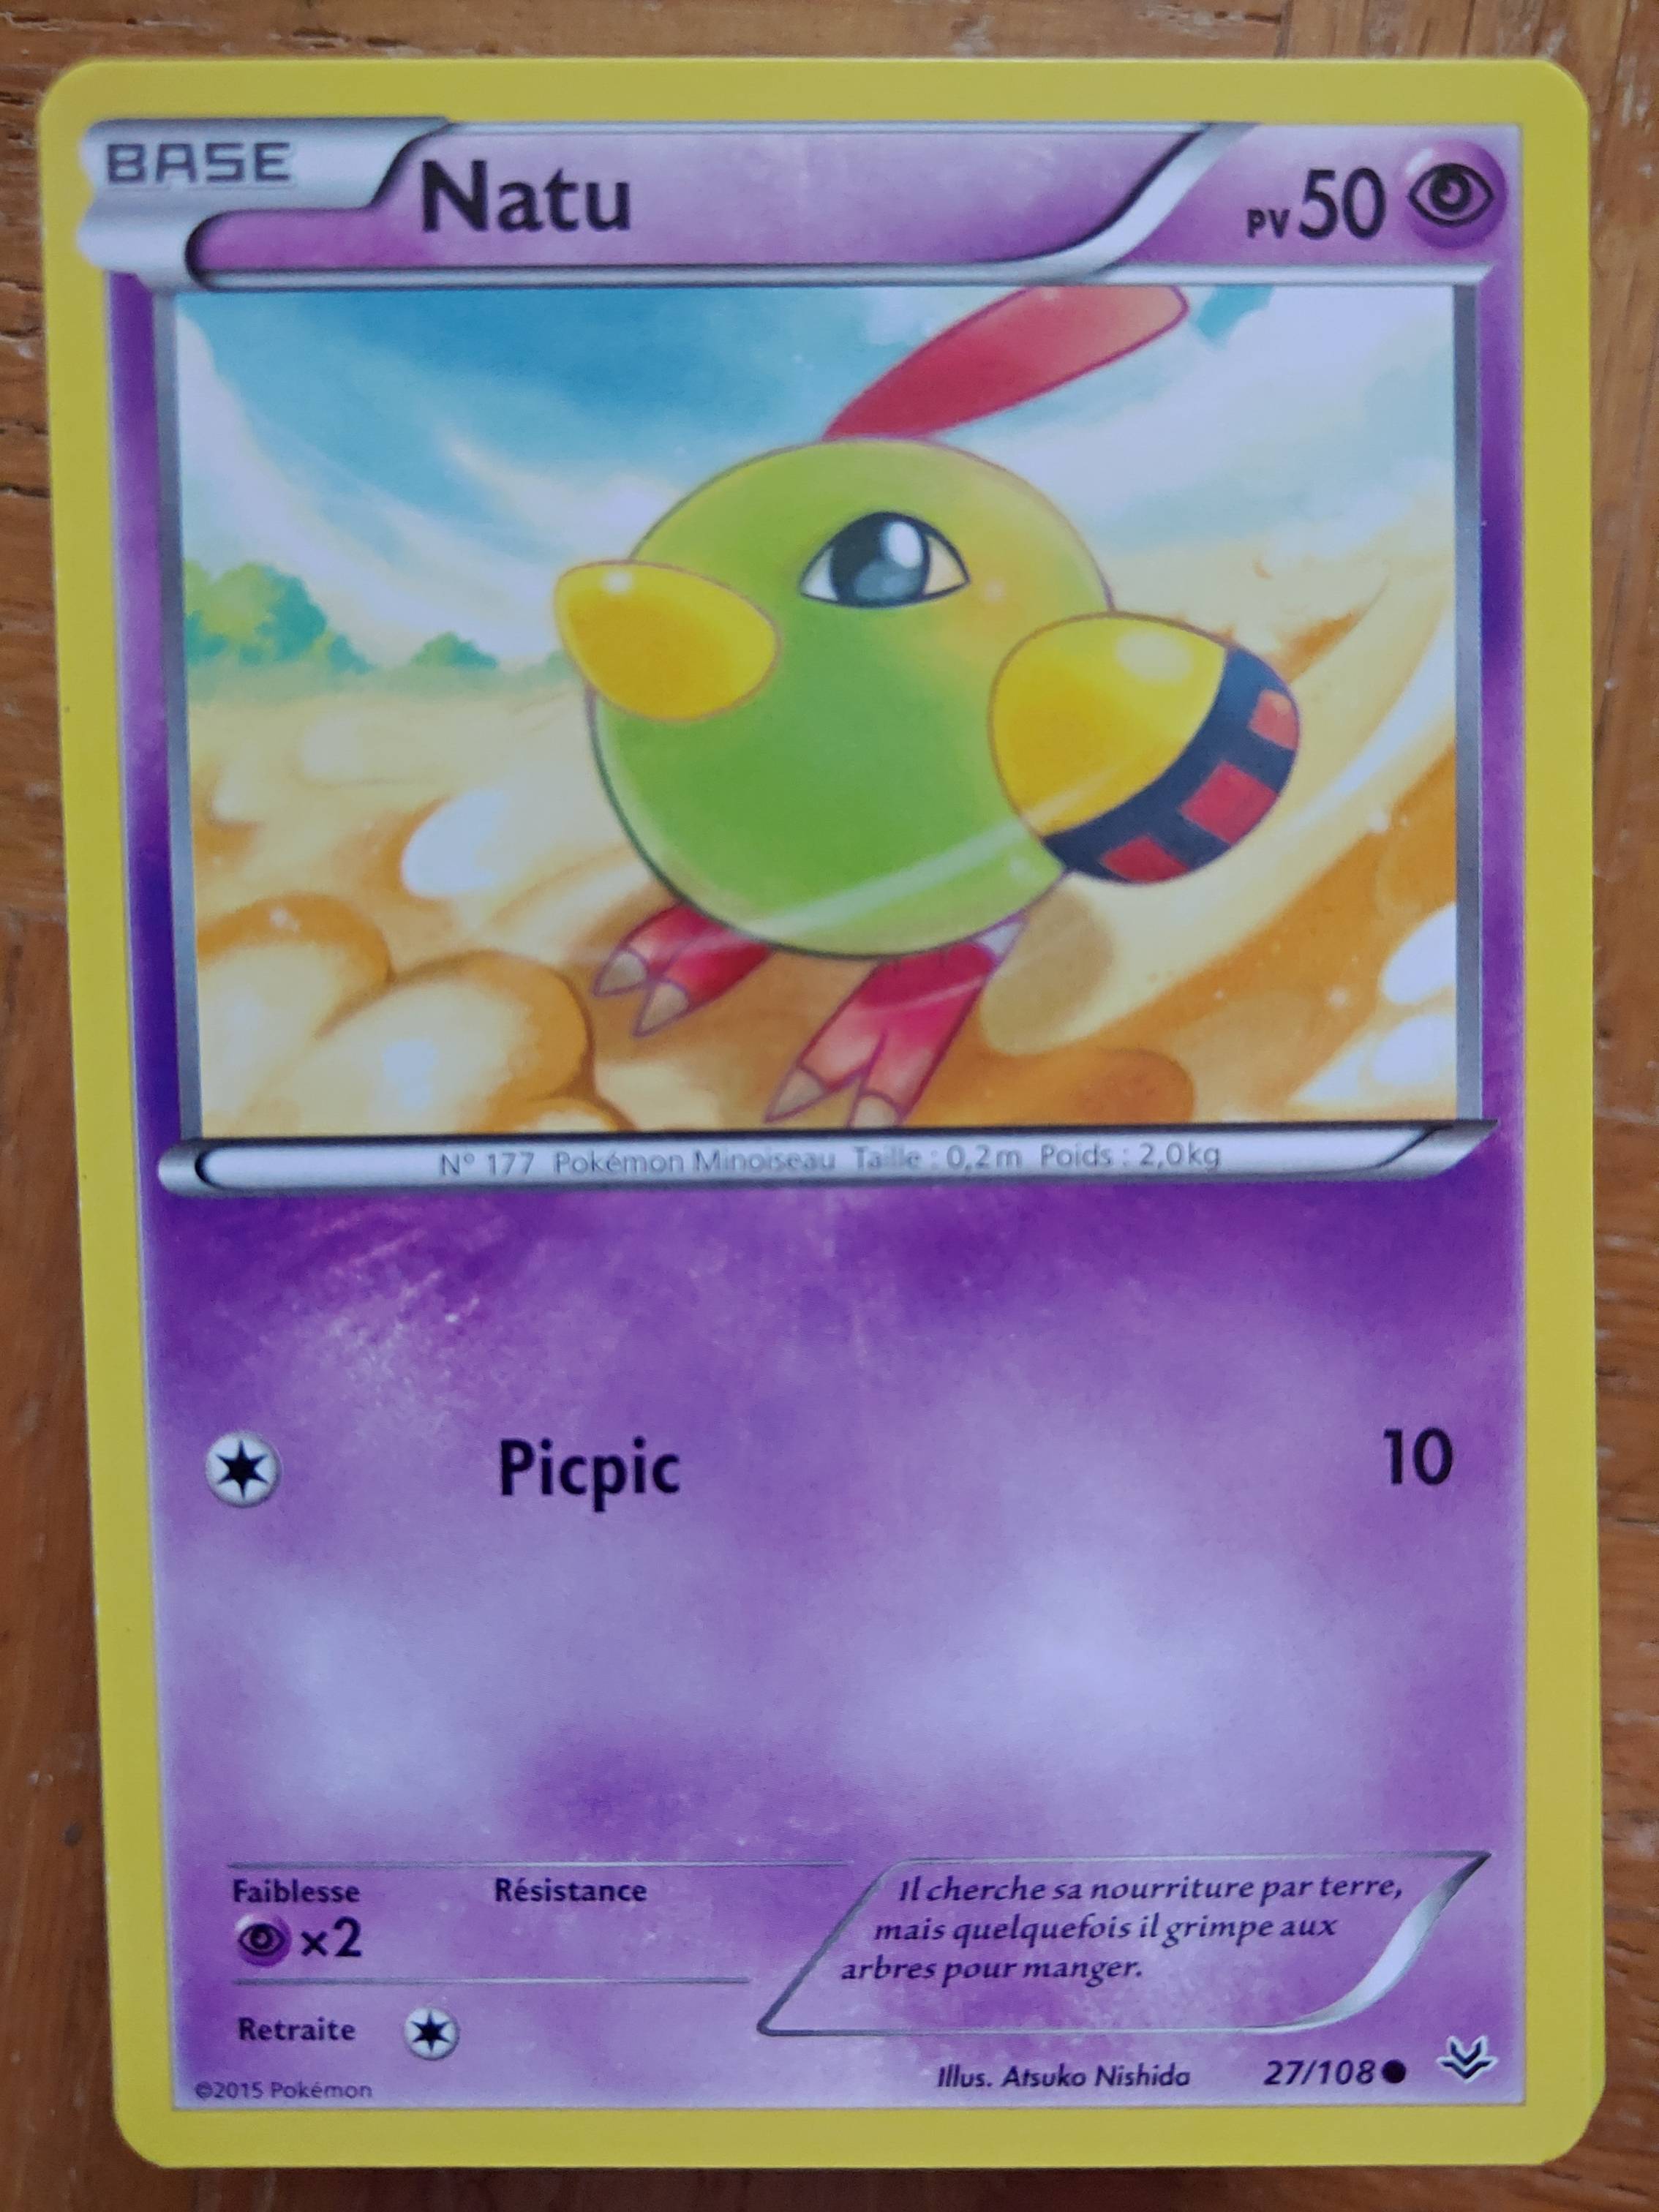 BASE
Natu
PV 50
N° 177 Pokémon Minoiseau Taille : 0,2m Poids : 2,0kg
Picpic
10
Faiblesse
Résistance
×2
Il cherche sa nourriture par terre,
mais quelquefois il grimpe aux
arbres pour manger.
Retraite
Illus. Atsuko Nishida
27/108
©2015 Pokémon